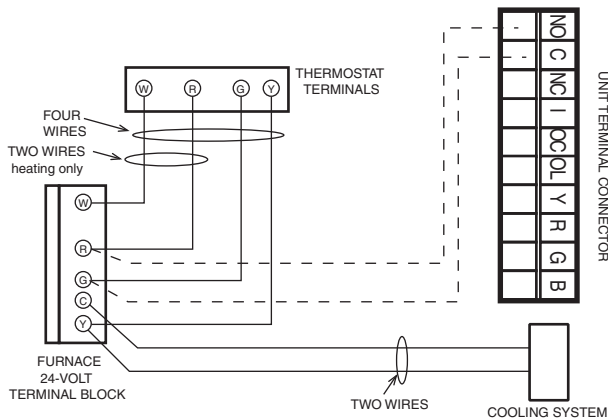 THERMOSTAT
TERMINALS
W R G Y
FOUR
WIRES
TWO WIRES
heating only
W
R
G
C
Y
FURNACE
24-VOLT
TERMINAL BLOCK
TWO WIRES
COOLING SYSTEM
NO
C
NC
I
OC
OL
Y
R
G
B
UNIT TERMINAL CONNECTOR